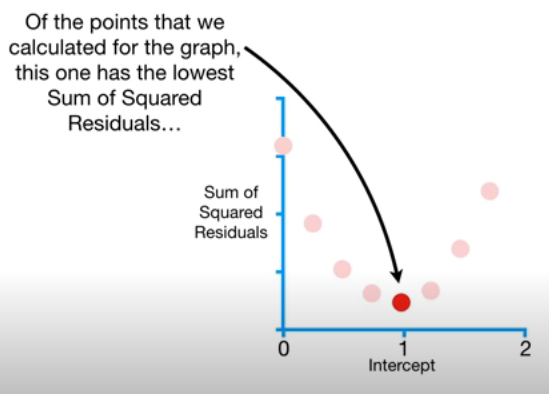 Of the points that we
calculated for the graph,
this one has the lowest
Sum of Squared
Residuals...
Sum of
Squared
Residuals
0
1
2
Intercept